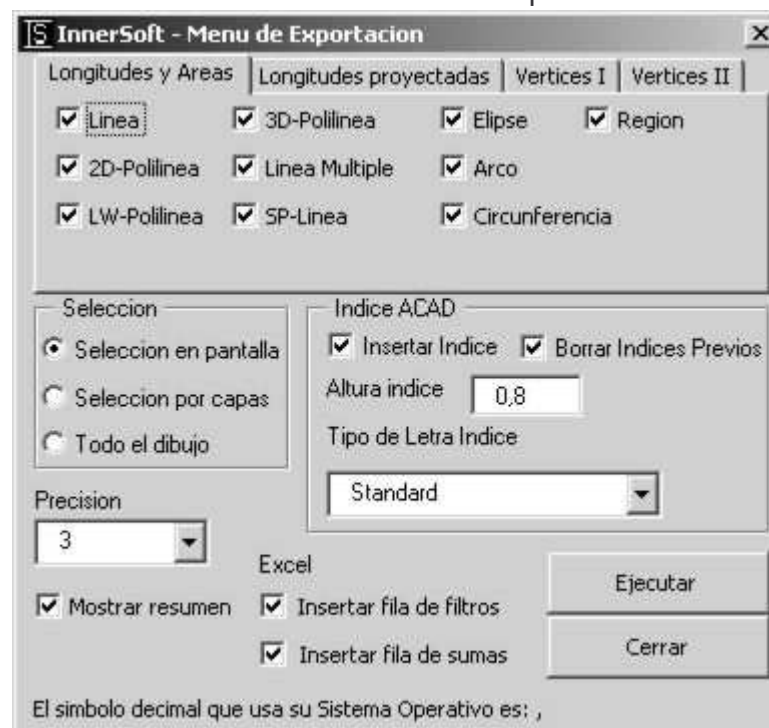 InnerSoft - Menu de Exportacion
Longitudes y Areas Longitudes proyectadas Vertices I Vertices II
Linea 3D-Polilinea Elipse Region
2D-Polilinea Linea Multiple Arco
LW-Polilinea SP-Linea Circunferencia
Seleccion
Seleccion en pantalla
Seleccion por capas
Todo el dibujo
Indice ACAD
Insertar Indice Borrar Indices Previos
Altura indice 0,8
Tipo de Letra Indice
Standard
Precision
3
Mostrar resumen
Excel
Insertar fila de filtros
Insertar fila de sumas
Ejecutar
Cerrar
El simbolo decimal que usa su Sistema Operativo es: ,